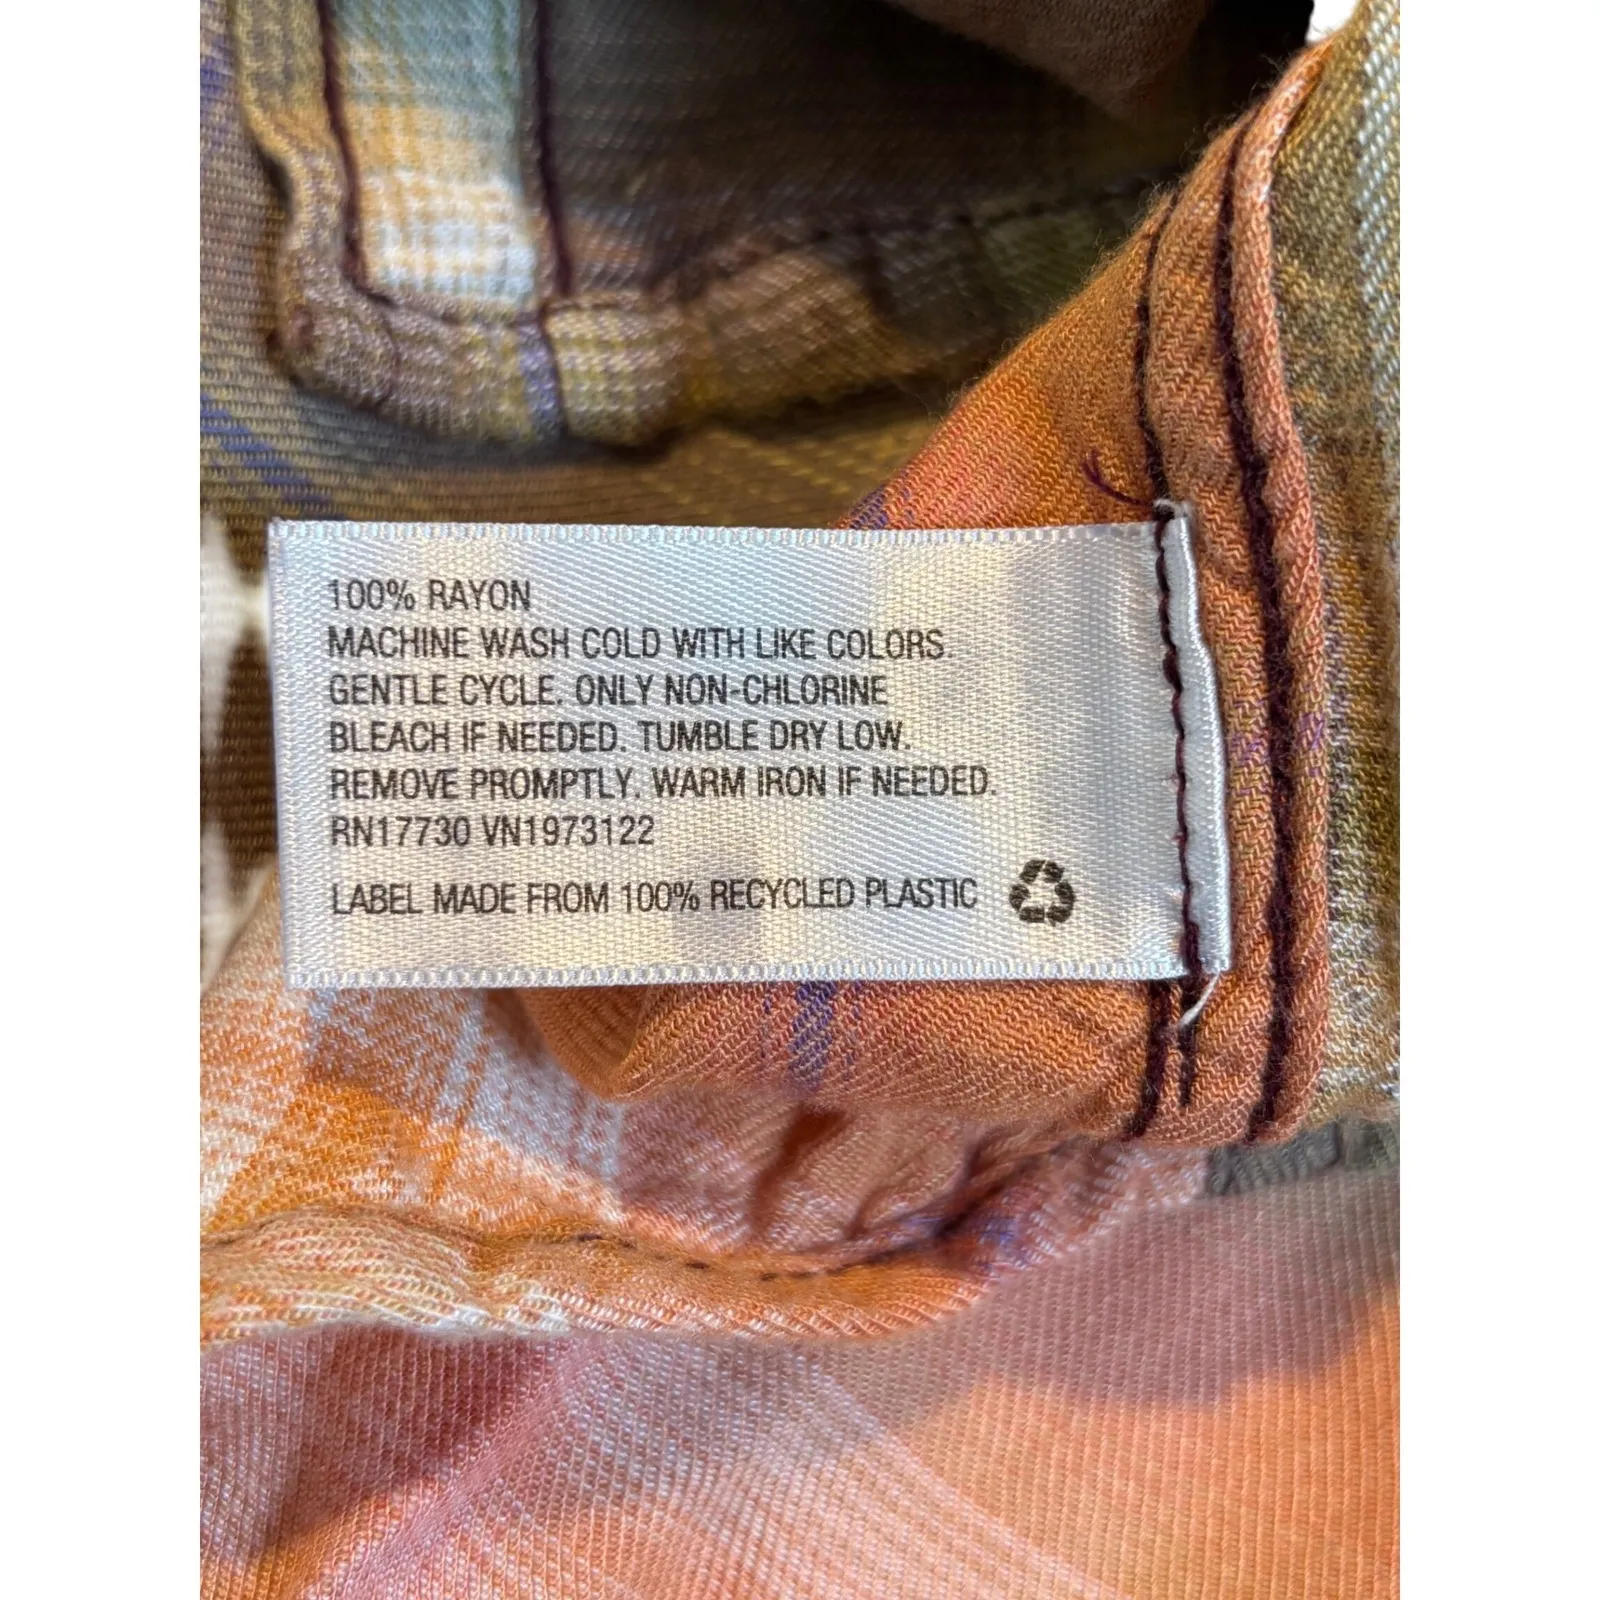 100% RAYON
MACHINE WASH COLD WITH LIKE COLORS.
GENTLE CYCLE. ONLY NON-CHLORINE
BLEACH IF NEEDED. TUMBLE DRY LOW.
REMOVE PROMPTLY. WARM IRON IF NEEDED.
RN17730 VN1973122
LABEL MADE FROM 100% RECYCLED PLASTIC